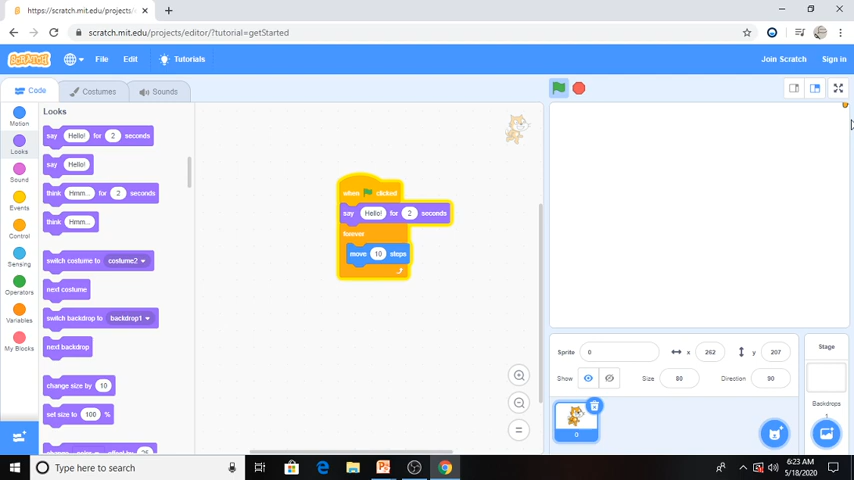 https://scratch.mit.edu/projects/e
scratch.mit.edu/projects/editor/?tutorial=getStarted
SCRATCH File Edit Tutorials Join Scratch Sign in
Code Costumes Sounds
Motion
Looks
Sound
Events
Control
Sensing
Operators
Variables
My Blocks
Looks
say Hello! for 2 seconds
say Hello!
think Hmm... for 2 seconds
think Hmm...
switch costume to costume2
next costume
switch backdrop to backdrop1
next backdrop
change size by 10
set size to 100 %
when clicked
say Hello! for 2 seconds
forever
move 10 steps
Sprite 0 x 262 y 207
Show Size 80 Direction 90
0
Stage
Backdrops
1
Type here to search
6:23 AM
5/18/2020